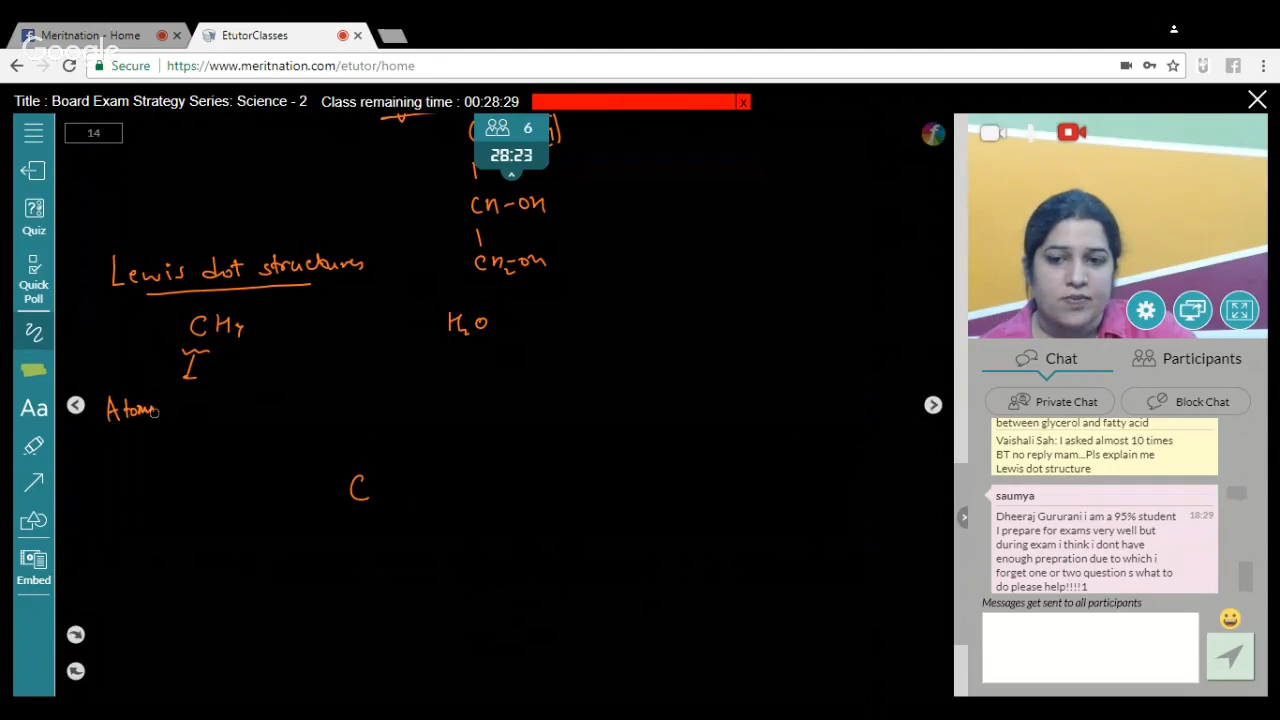 Meritnation - Home
EtutorClasses
Google
Secure https://www.meritnation.com/etutor/home
Title : Board Exam Strategy Series: Science - 2 Class remaining time : 00:28:29
x
14
6
28:23
Quiz
Quick
Poll
Aa
Embed
CH-OH
CH2-OH
Lewis dot structures
CH4
H2O
Atomi
C
Chat
Participants
Private Chat
Block Chat
between glycerol and fatty acid
Vaishali Sah: I asked almost 10 times
BT no reply mam...Pls explain me
Lewis dot structure
saumya
Dheeraj Gururani i am a 95% student 18:29
I prepare for exams very well but
during exam i think i dont have
enough prepration due to which i
forget one or two question s what to
do please help!!!!1
Messages get sent to all participants